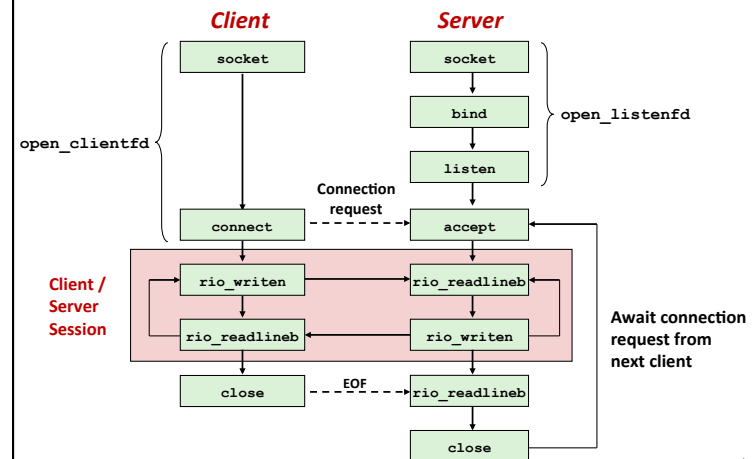 Client
Server
socket
socket
bind
open_listenfd
open_clientfd
listen
Connection
request
connect
accept
Client /
Server
Session
rio_writen
rio_readlineb
rio_readlineb
rio_writen
Await connection
request from
next client
close
EOF
rio_readlineb
close